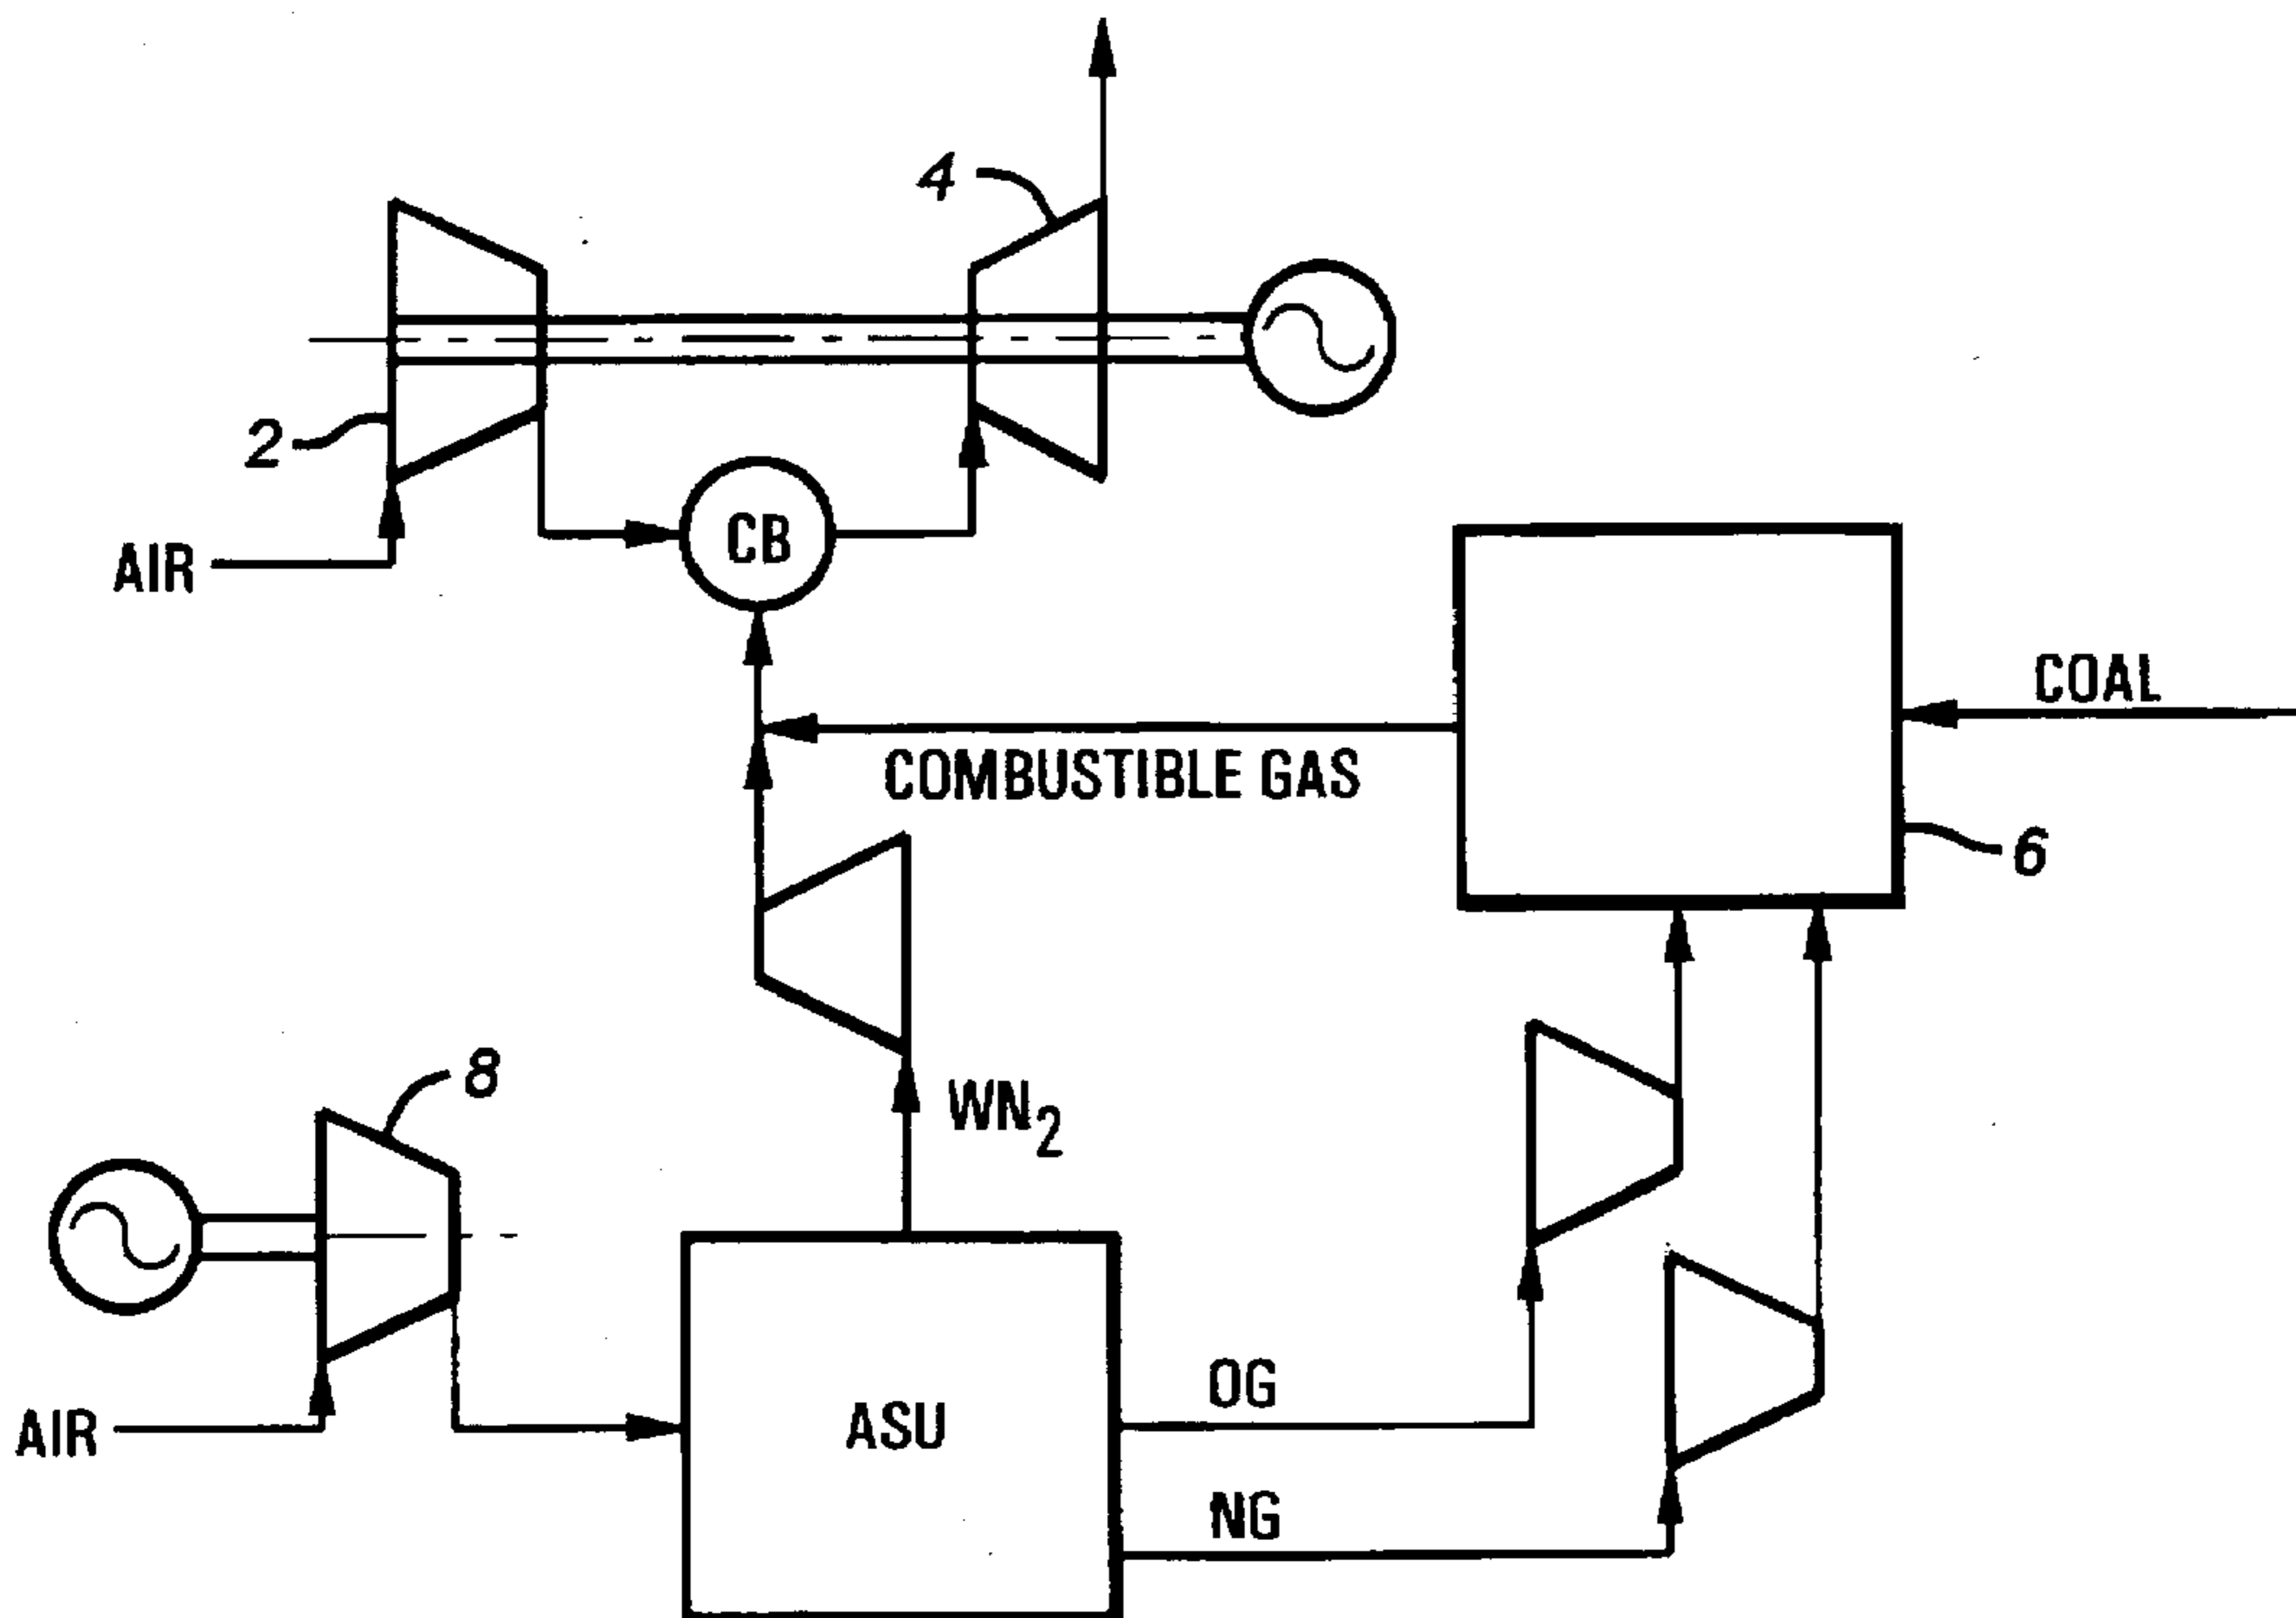 4
2
AIR
CB
COAL
COMBUSTIBLE GAS
6
8
WN2
AIR
ASU
OG
NG